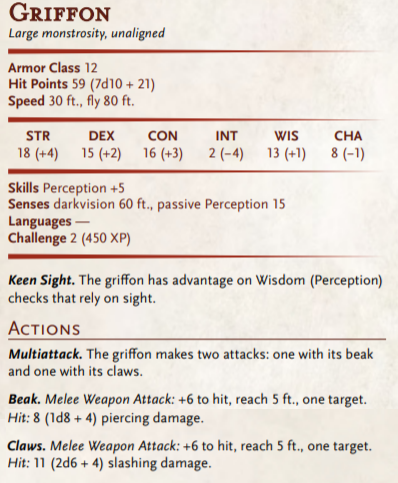 GRIFFON
Large monstrosity, unaligned
Armor Class 12
Hit Points 59 (7d10 + 21)
Speed 30 ft., fly 80 ft.
STR DEX CON INT WIS CHA
18 (+4) 15 (+2) 16 (+3) 2 (−4) 13 (+1) 8 (−1)
Skills Perception +5
Senses darkvision 60 ft., passive Perception 15
Languages —
Challenge 2 (450 XP)
Keen Sight. The griffon has advantage on Wisdom (Perception)
checks that rely on sight.
ACTIONS
Multiattack. The griffon makes two attacks: one with its beak
and one with its claws.
Beak. Melee Weapon Attack: +6 to hit, reach 5 ft., one target.
Hit: 8 (1d8 + 4) piercing damage.
Claws. Melee Weapon Attack: +6 to hit, reach 5 ft., one target.
Hit: 11 (2d6 + 4) slashing damage.